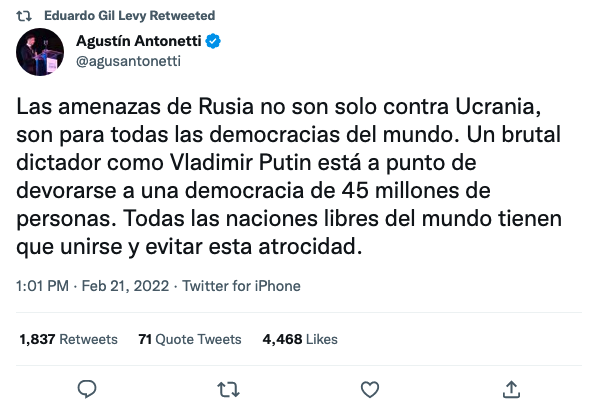 Eduardo Gil Levy Retweeted
Agustín Antonetti
@agusantonetti
Las amenazas de Rusia no son solo contra Ucrania,
son para todas las democracias del mundo. Un brutal
dictador como Vladimir Putin está a punto de
devorarse a una democracia de 45 millones de
personas. Todas las naciones libres del mundo tienen
que unirse y evitar esta atrocidad.
1:01 PM · Feb 21, 2022 · Twitter for iPhone
1,837 Retweets 71 Quote Tweets 4,468 Likes